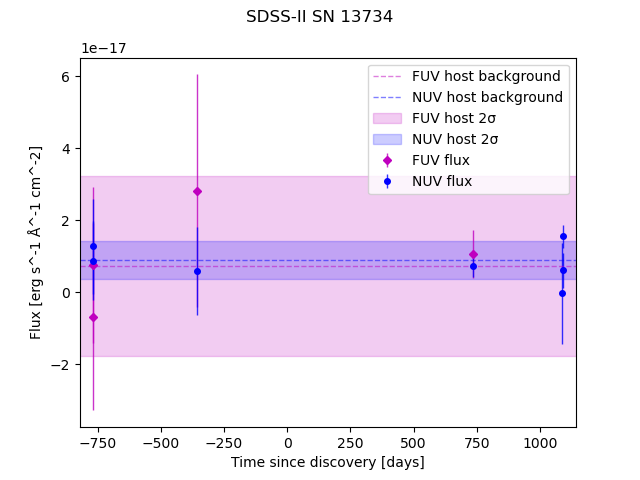 SDSS-II SN 13734
1e−17
FUV host background
NUV host background
FUV host 2σ
NUV host 2σ
FUV flux
NUV flux
6
4
2
0
−2
Flux [erg s^-1 Å^-1 cm^-2]
−750 −500 −250 0 250 500 750 1000
Time since discovery [days]